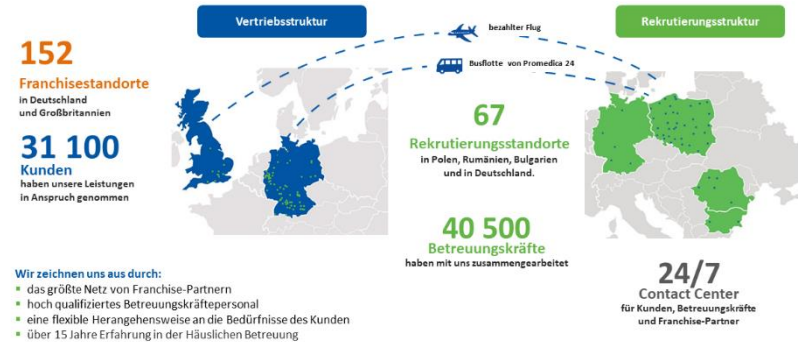 Vertriebsstruktur
Rekrutierungsstruktur
bezahlter Flug
Busflotte von Promedica 24
152
Franchisestandorte
in Deutschland
und Großbritannien
31 100
Kunden
haben unsere Leistungen
in Anspruch genommen
67
Rekrutierungsstandorte
in Polen, Rumänien, Bulgarien
und in Deutschland.
40 500
Betreuungskräfte
haben mit uns zusammengearbeitet
24/7
Contact Center
für Kunden, Betreuungskräfte
und Franchise-Partner
Wir zeichnen uns aus durch:
▪ das größte Netz von Franchise-Partnern
▪ hoch qualifiziertes Betreuungskräftepersonal
▪ eine flexible Herangehensweise an die Bedürfnisse des Kunden
▪ über 15 Jahre Erfahrung in der Häuslichen Betreuung